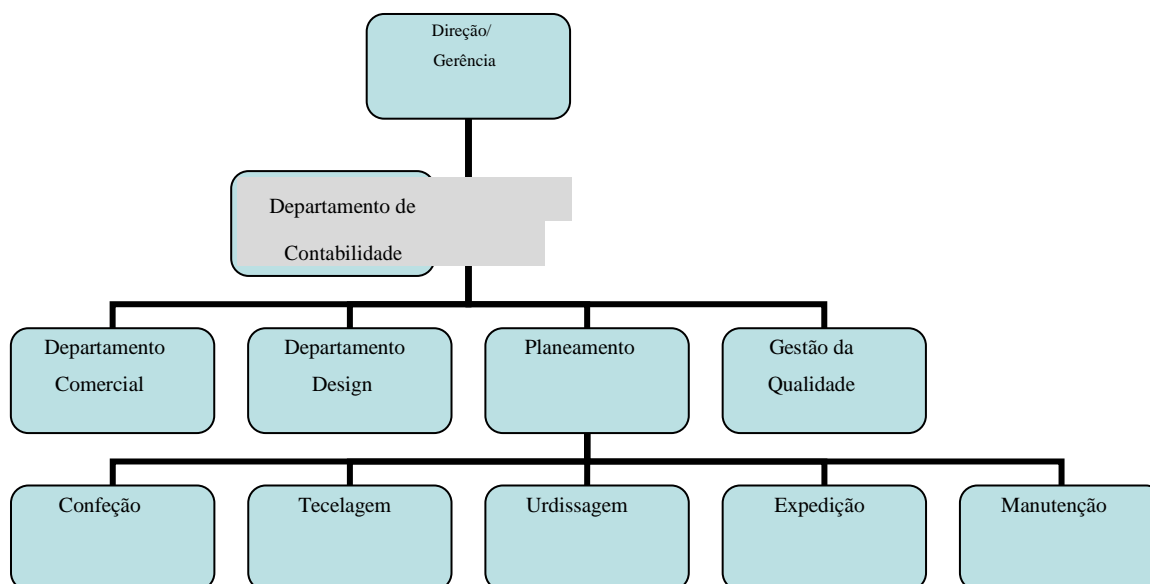 Direção/
Gerência
Departamento de
Contabilidade
Departamento
Comercial
Departamento
Design
Planeamento
Gestão da
Qualidade
Confeção
Tecelagem
Urdissagem
Expedição
Manutenção